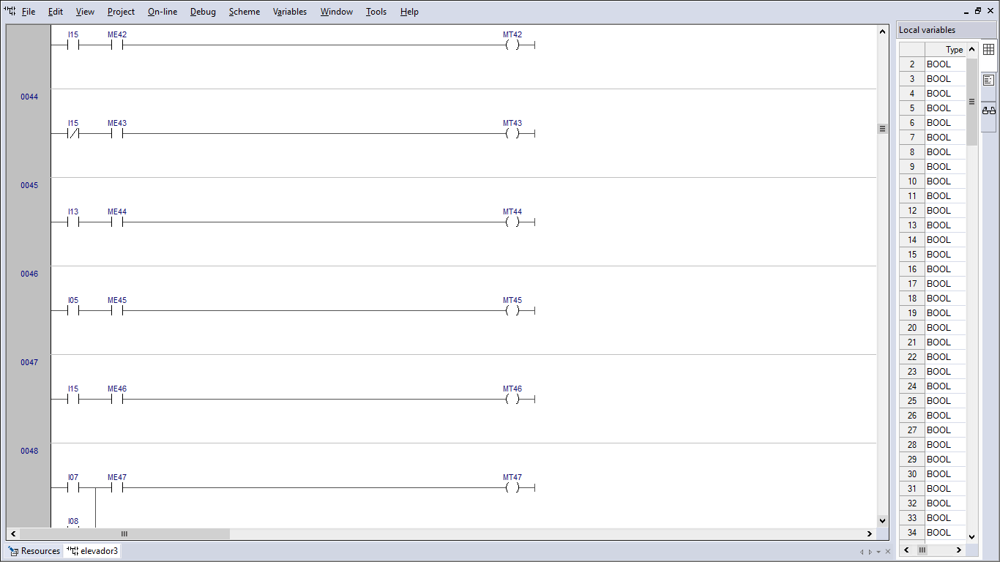 File Edit View Project On-line Debug Scheme Variables Window Tools Help
I15 ME42 MT42
0044
I15 ME43 MT43
0045
I13 ME44 MT44
0046
I05 ME45 MT45
0047
I15 ME46 MT46
0048
I07 ME47 MT47
I08
Resources elevador3
Local variables
Type
2 BOOL
3 BOOL
4 BOOL
5 BOOL
6 BOOL
7 BOOL
8 BOOL
9 BOOL
10 BOOL
11 BOOL
12 BOOL
13 BOOL
14 BOOL
15 BOOL
16 BOOL
17 BOOL
18 BOOL
19 BOOL
20 BOOL
21 BOOL
22 BOOL
23 BOOL
24 BOOL
25 BOOL
26 BOOL
27 BOOL
28 BOOL
29 BOOL
30 BOOL
31 BOOL
32 BOOL
33 BOOL
34 BOOL